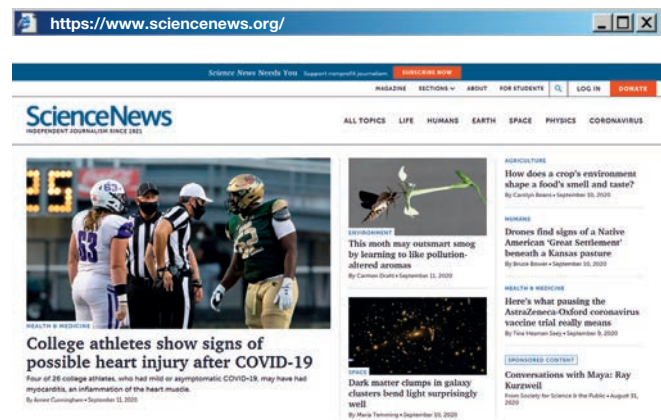 https://www.sciencenews.org/
Science News Needs You Support nonprofit journalism. SUBSCRIBE NOW
MAGAZINE SECTIONS ABOUT FOR STUDENTS LOG IN DONATE
ScienceNews
INDEPENDENT JOURNALISM SINCE 1921
ALL TOPICS LIFE HUMANS EARTH SPACE PHYSICS CORONAVIRUS
25
63
63
52
HEALTH & MEDICINE
College athletes show signs of
possible heart injury after COVID-19
Four of 26 college athletes, who had mild or asymptomatic COVID-19, may have had
myocarditis, an inflammation of the heart muscle.
By Aimee Cunningham • September 11, 2020
ENVIRONMENT
This moth may outsmart smog
by learning to like pollution-
altered aromas
By Carmen Drahl • September 11, 2020
SPACE
Dark matter clumps in galaxy
clusters bend light surprisingly
well
By Maria Temming • September 10, 2020
AGRICULTURE
How does a crop's environment
shape a food's smell and taste?
By Carolyn Beans • September 10, 2020
HUMANS
Drones find signs of a Native
American ‘Great Settlement’
beneath a Kansas pasture
By Bruce Bower • September 10, 2020
HEALTH & MEDICINE
Here's what pausing the
AstraZeneca-Oxford coronavirus
vaccine trial really means
By Tina Hesman Saey • September 9, 2020
SPONSORED CONTENT
Conversations with Maya: Ray
Kurzweil
From Society for Science & the Public • August 31,
2020